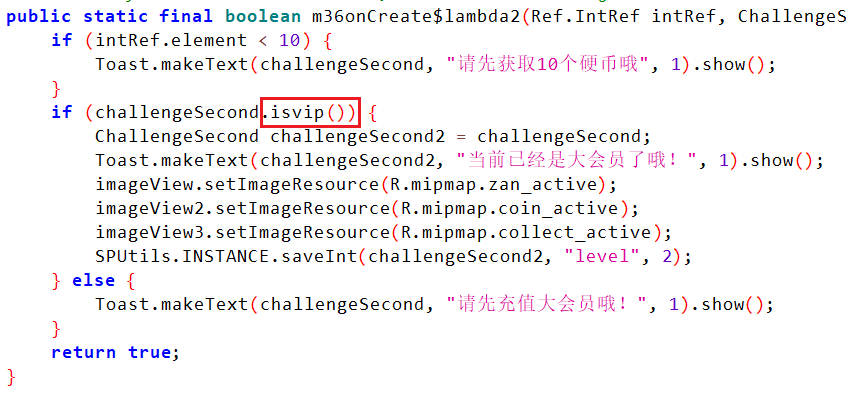 public static final boolean m36onCreate$lambda2(Ref.IntRef intRef, ChallengeS
if (intRef.element < 10) {
Toast.makeText(challengeSecond, "请先获取10个硬币哦", 1).show();
}
if (challengeSecond.isvip()) {
ChallengeSecond challengeSecond2 = challengeSecond;
Toast.makeText(challengeSecond2, "当前已经是大会员了哦！", 1).show();
imageView.setImageResource(R.mipmap.zan_active);
imageView2.setImageResource(R.mipmap.coin_active);
imageView3.setImageResource(R.mipmap.collect_active);
SPUtils.INSTANCE.saveInt(challengeSecond2, "level", 2);
} else {
Toast.makeText(challengeSecond, "请先充值大会员哦！", 1).show();
}
return true;
}